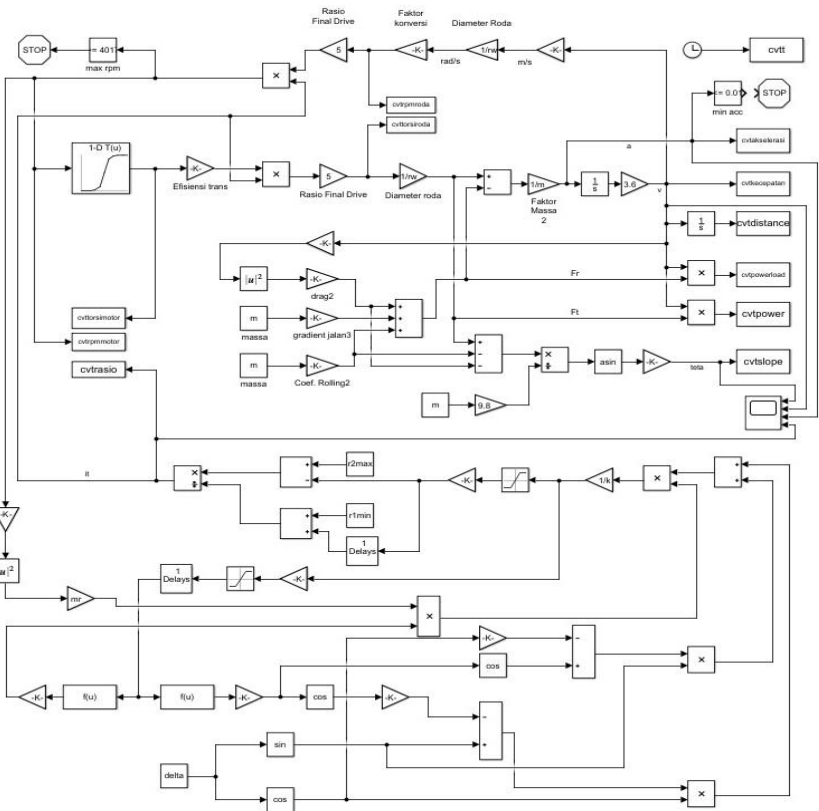 Rasio
Final Drive
Faktor
konversi
Diameter Roda
STOP
max rpm
×
5
-K-
rad/s
1/rw
m/s
-K-
cvtt
cvtrpmroda
cvttorsiroda
min acc
STOP
a
cvtakselerasi
1-D T(u)
-K-
Efisiensi trans
×
5
Rasio Final Drive
1/rw
Diameter roda
+
−
1/m
Faktor
Massa
2
1
s
3.6
v
cvtkecepatan
1
s
cvtdistance
-K-
|u|²
-K-
drag2
Fr
×
cvtpowerload
m
massa
-K-
gradient jalan3
+
+
+
Ft
×
cvtpower
cvttorsimotor
cvtrpmmotor
cvtrasio
m
massa
-K-
Coef. Rolling2
+
−
−
×
÷
asin
-K-
teta
cvtslope
m
9.8
it
×
÷
+
−
r2max
-K-
1/k
×
+
+
+
+
r1min
1
Delays
-K-
1
Delays
-K-
mr
×
-K-
−
+
cos
×
-K-
f(u)
f(u)
-K-
cos
-K-
−
+
sin
delta
cos
×